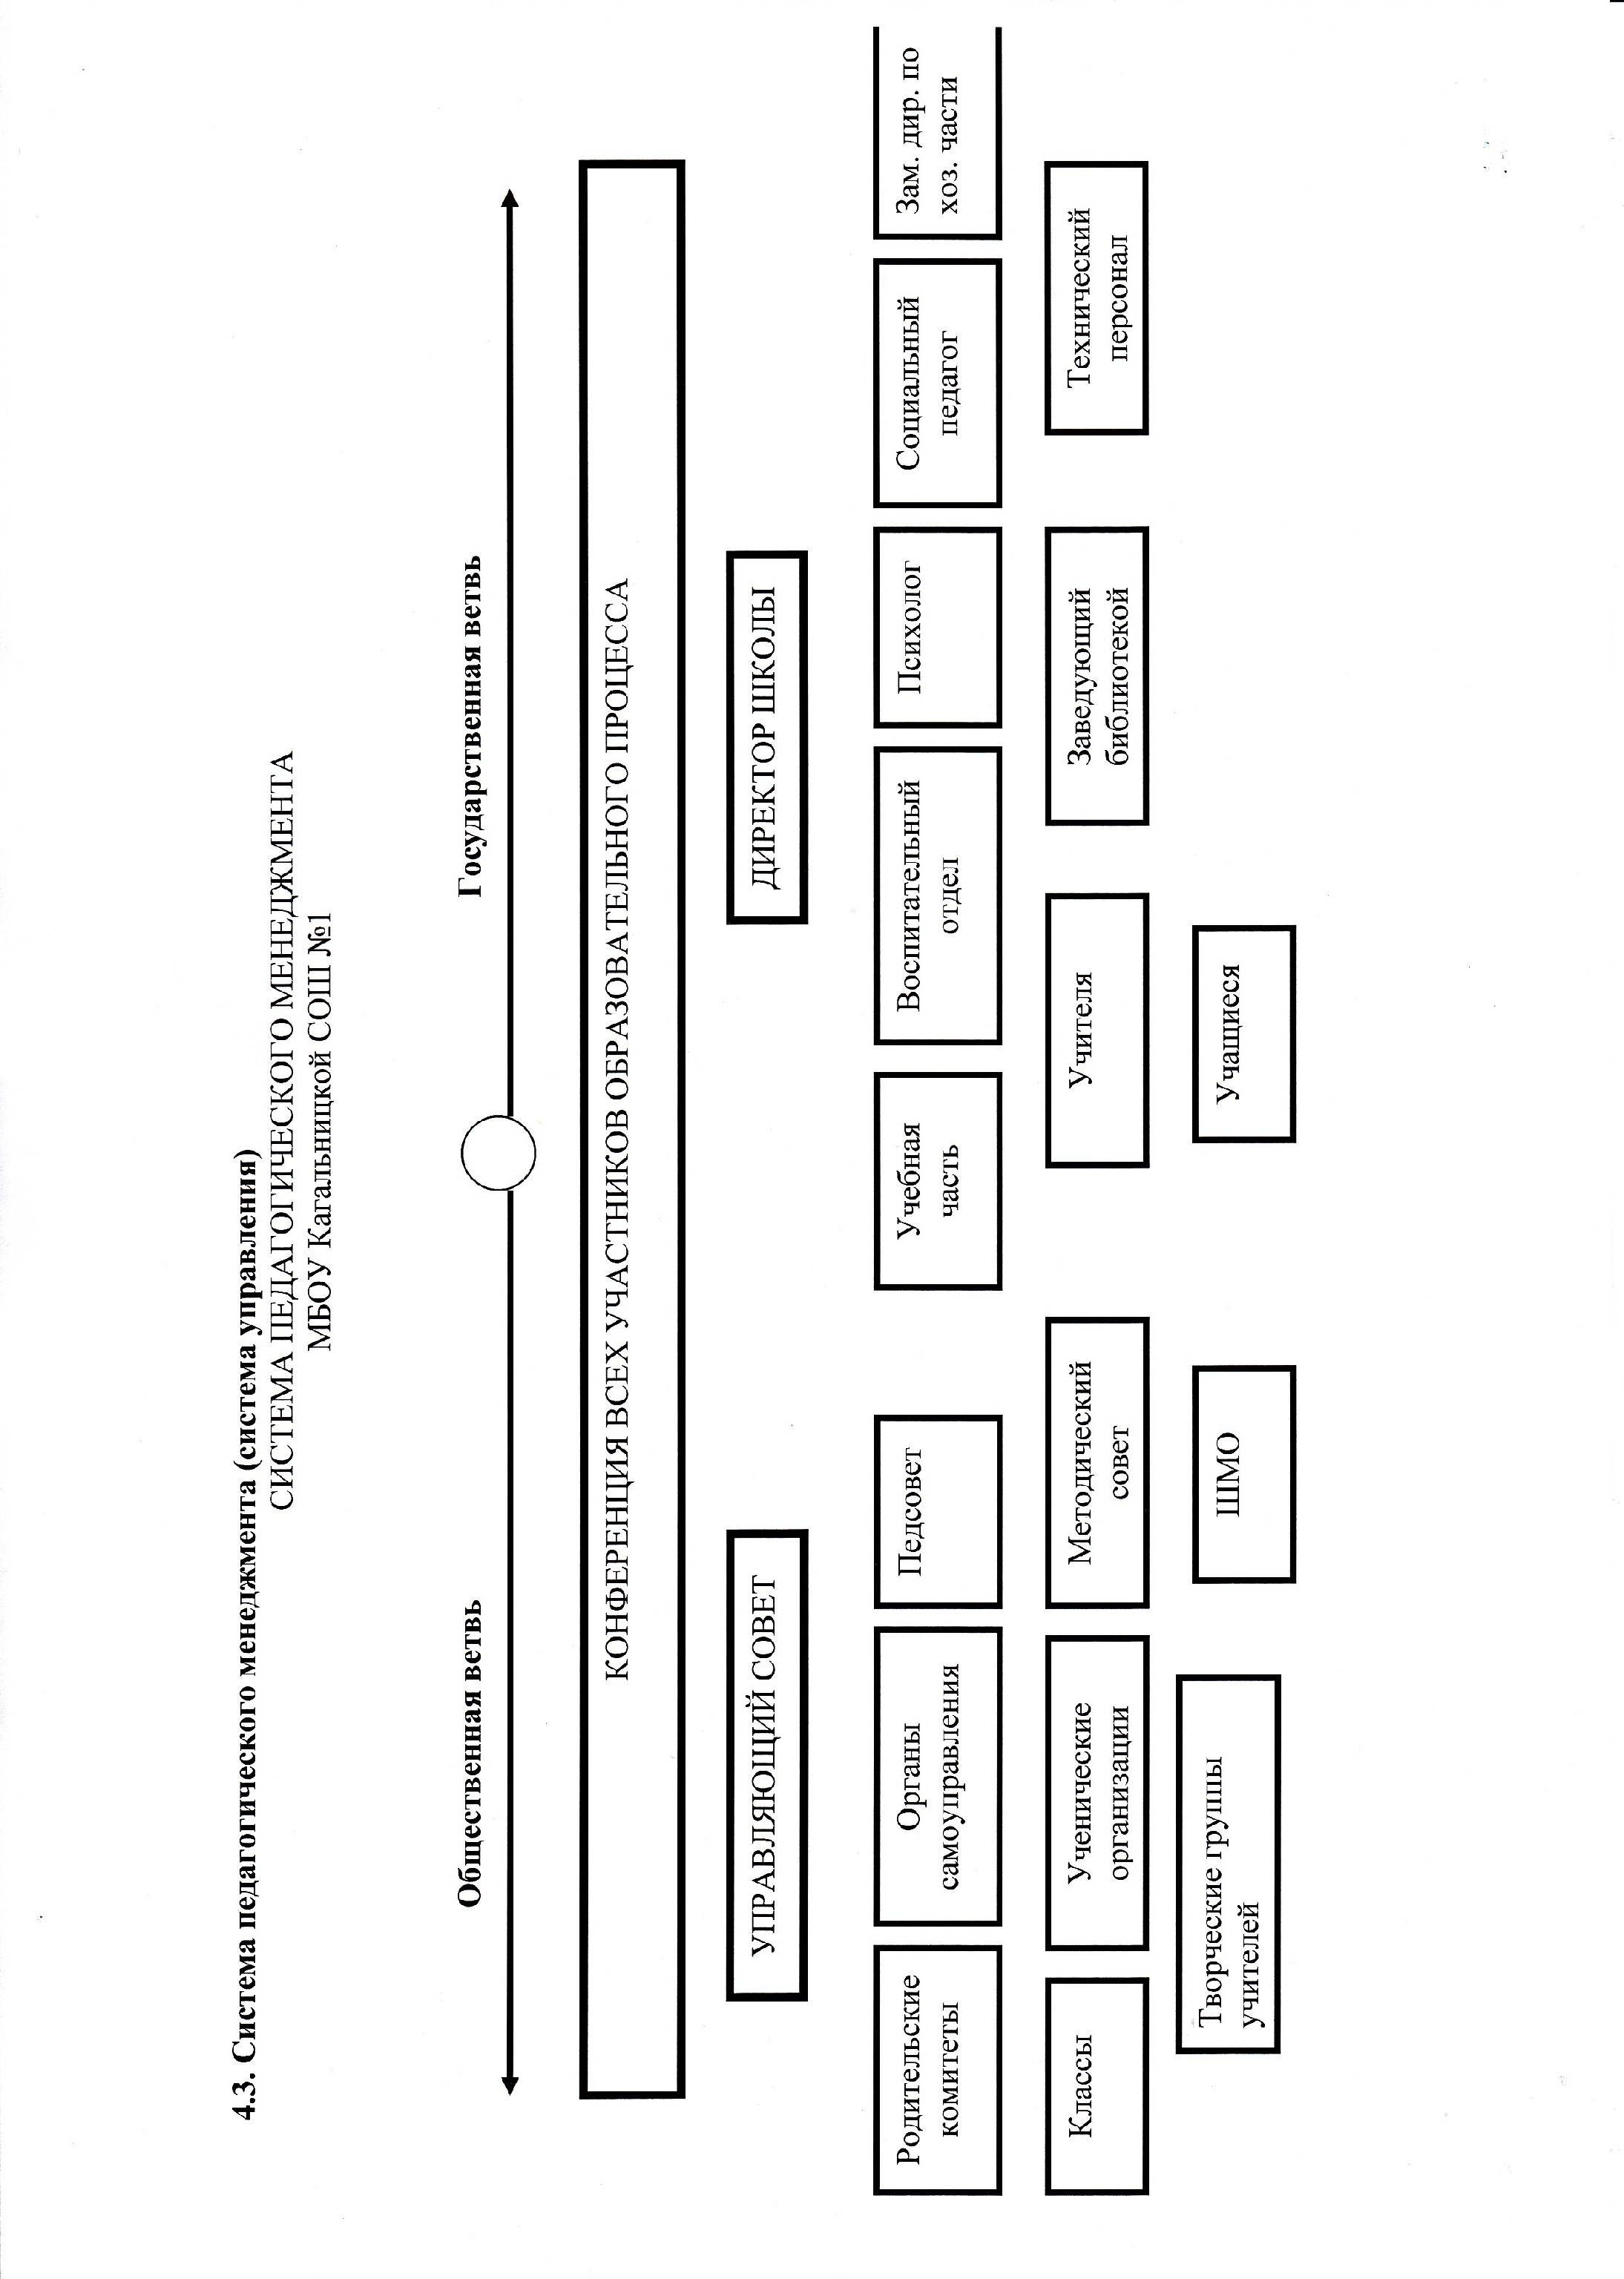 4.3. Система педагогического менеджмента (система управления)
СИСТЕМА ПЕДАГОГИЧЕСКОГО МЕНЕДЖМЕНТА
МБОУ Кагальницкой СОШ №1
Общественная ветвь
Государственная ветвь
КОНФЕРЕНЦИЯ ВСЕХ УЧАСТНИКОВ ОБРАЗОВАТЕЛЬНОГО ПРОЦЕССА
УПРАВЛЯЮЩИЙ СОВЕТ
ДИРЕКТОР ШКОЛЫ
Родительские
комитеты
Органы
самоуправления
Педсовет
Учебная
часть
Воспитательный
отдел
Психолог
Социальный
педагог
Зам. дир. по
хоз. части
Классы
Ученические
организации
Методический
совет
Учителя
Заведующий
библиотекой
Технический
персонал
Творческие группы
учителей
ШМО
Учащиеся